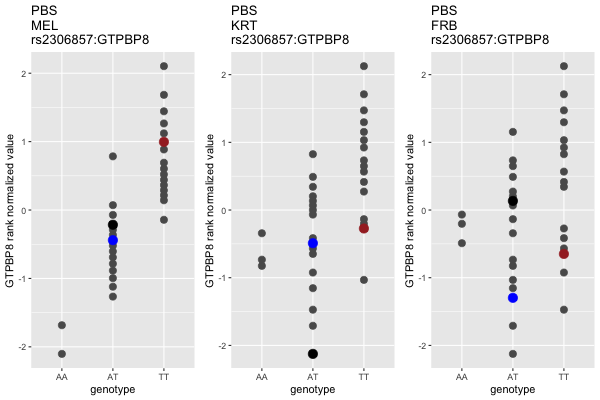 PBS
MEL
rs2306857:GTPBP8
GTPBP8 rank normalized value
2
1
0
-1
-2
AA AT TT
genotype
PBS
KRT
rs2306857:GTPBP8
GTPBP8 rank normalized value
2
1
0
-1
-2
AA AT TT
genotype
PBS
FRB
rs2306857:GTPBP8
GTPBP8 rank normalized value
2
1
0
-1
-2
AA AT TT
genotype